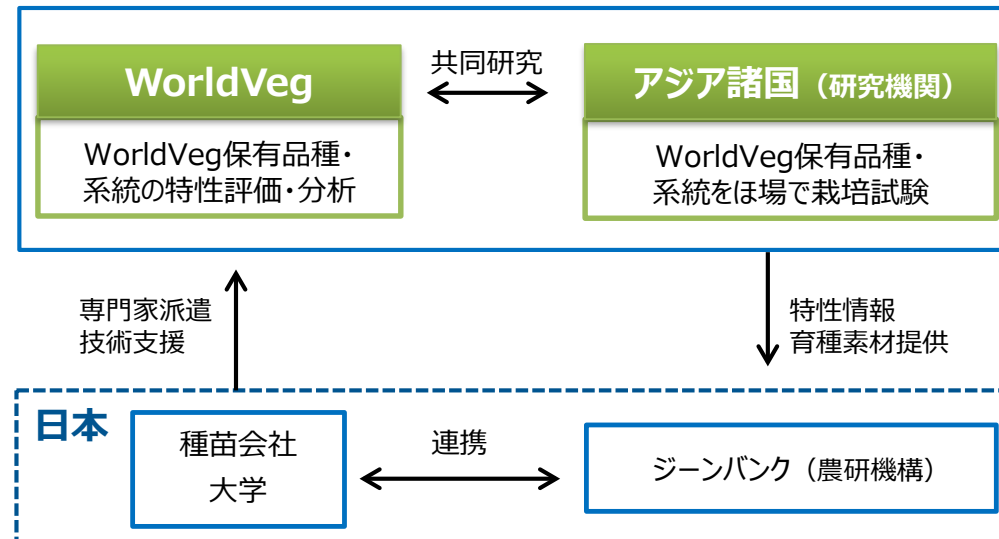 WorldVeg
共同研究
アジア諸国（研究機関）
WorldVeg保有品種・
系統の特性評価・分析
WorldVeg保有品種・
系統をほ場で栽培試験
専門家派遣
技術支援
特性情報
育種素材提供
日本
種苗会社
大学
連携
ジーンバンク（農研機構）